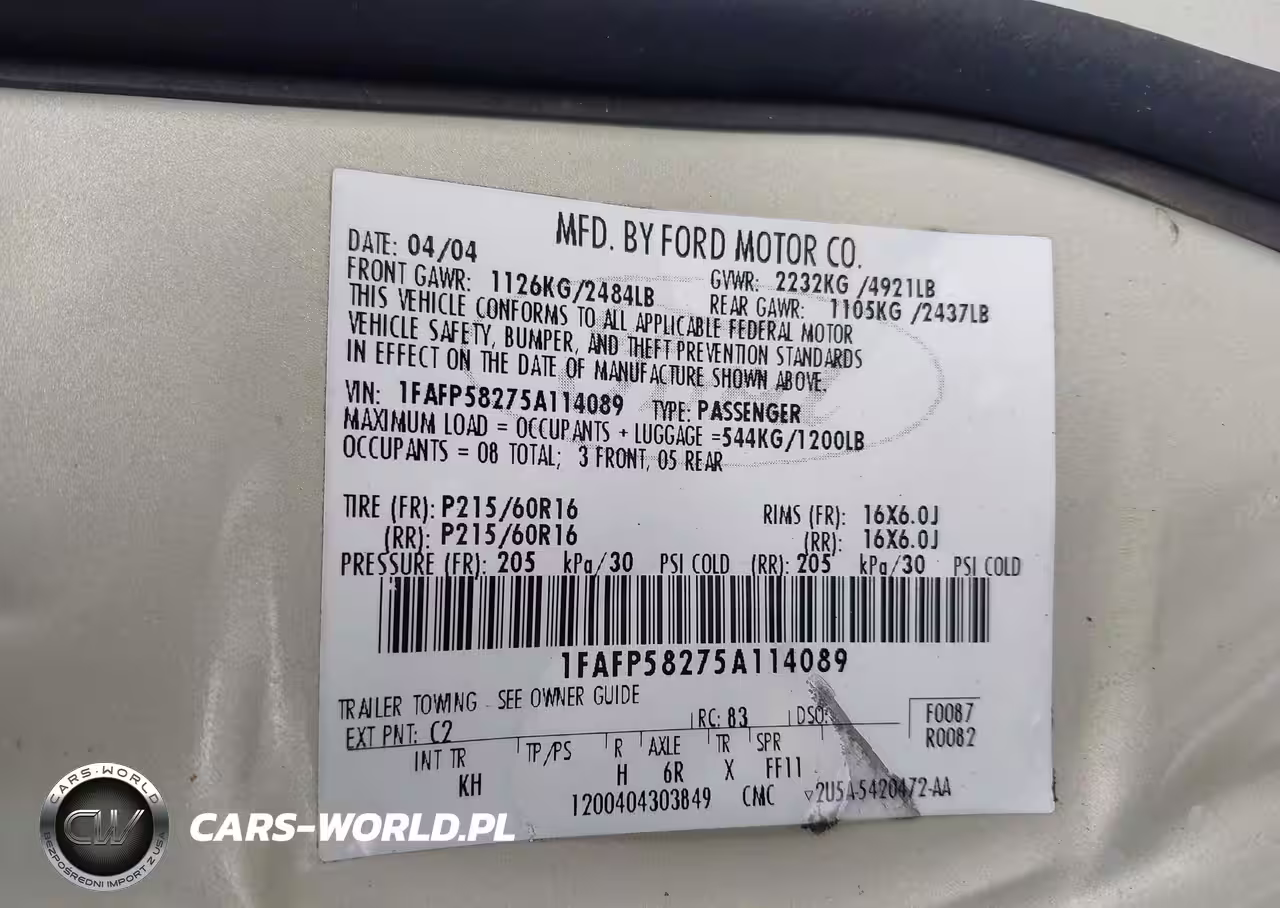 MFD. BY FORD MOTOR CO.
DATE: 04/04
FRONT GAWR: 1126KG/2484LB
GVWR: 2232KG /4921LB
REAR GAWR: 1105KG /2437LB
THIS VEHICLE CONFORMS TO ALL APPLICABLE FEDERAL MOTOR
VEHICLE SAFETY, BUMPER, AND THEFT PREVENTION STANDARDS
IN EFFECT ON THE DATE OF MANUFACTURE SHOWN ABOVE.
VIN: 1FAFP58275A114089 TYPE: PASSENGER
MAXIMUM LOAD = OCCUPANTS + LUGGAGE =544KG/1200LB
OCCUPANTS = 08 TOTAL; 3 FRONT, 05 REAR
TIRE (FR): P215/60R16 RIMS (FR): 16X6.0J
(RR): P215/60R16 (RR): 16X6.0J
PRESSURE (FR): 205 kPa/30 PSI COLD (RR): 205 kPa/30 PSI COLD
1FAFP58275A114089
TRAILER TOWING - SEE OWNER GUIDE
EXT PNT: C2 RC: 83 DSO: F0087
R0082
INT TR TP/PS R AXLE TR SPR
KH H 6R X FF11
1200404303849 CMC ▽2U5A-5420472-AA
CARS-WORLD
CW
BEZPOŚREDNI IMPORT Z USA
CARS-WORLD.PL